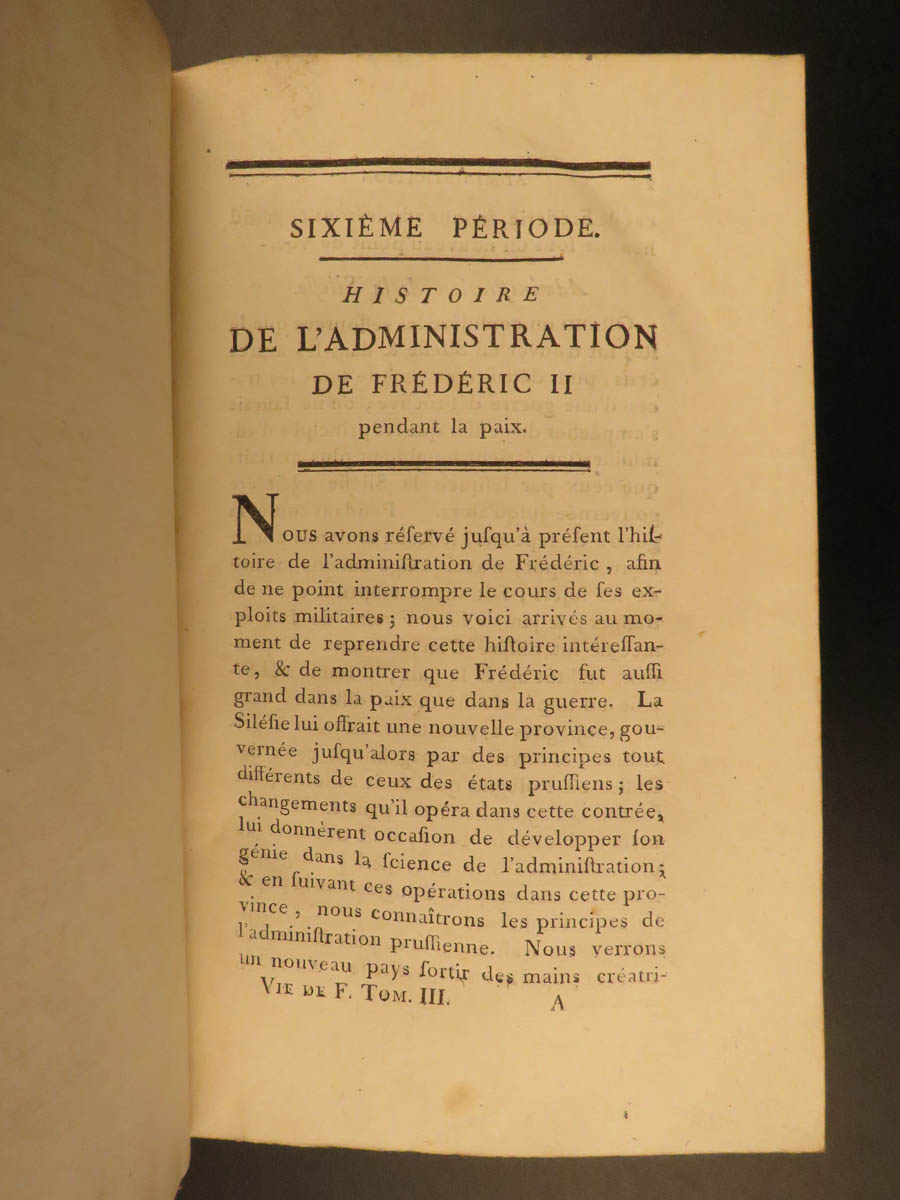 SIXIÈME PÉRIODE.
HISTOIRE
DE L'ADMINISTRATION
DE FRÉDÉRIC II
pendant la paix.
Nous avons réſervé juſqu'à préſent l'hiſ-
toire de l'adminiſtration de Frédéric, afin
de ne point interrompre le cours de ſes ex-
ploits militaires; nous voici arrivés au mo-
ment de reprendre cette hiſtoire intéreſſan-
te, & de montrer que Frédéric fut auſſi
grand dans la paix que dans la guerre. La
Siléſie lui offrait une nouvelle province, gou-
vernée juſqu'alors par des principes tout
différents de ceux des états pruſſiens; les
changements qu'il opéra dans cette contrée,
lui donnèrent occaſion de développer ſon
génie dans la ſcience de l'adminiſtration;
& en ſuivant ces opérations dans cette pro-
vince, nous connaîtrons les principes de
l'adminiſtration pruſſienne. Nous verrons
un nouveau pays ſortir des mains créatri-
VIE DE F. TOM. III. A